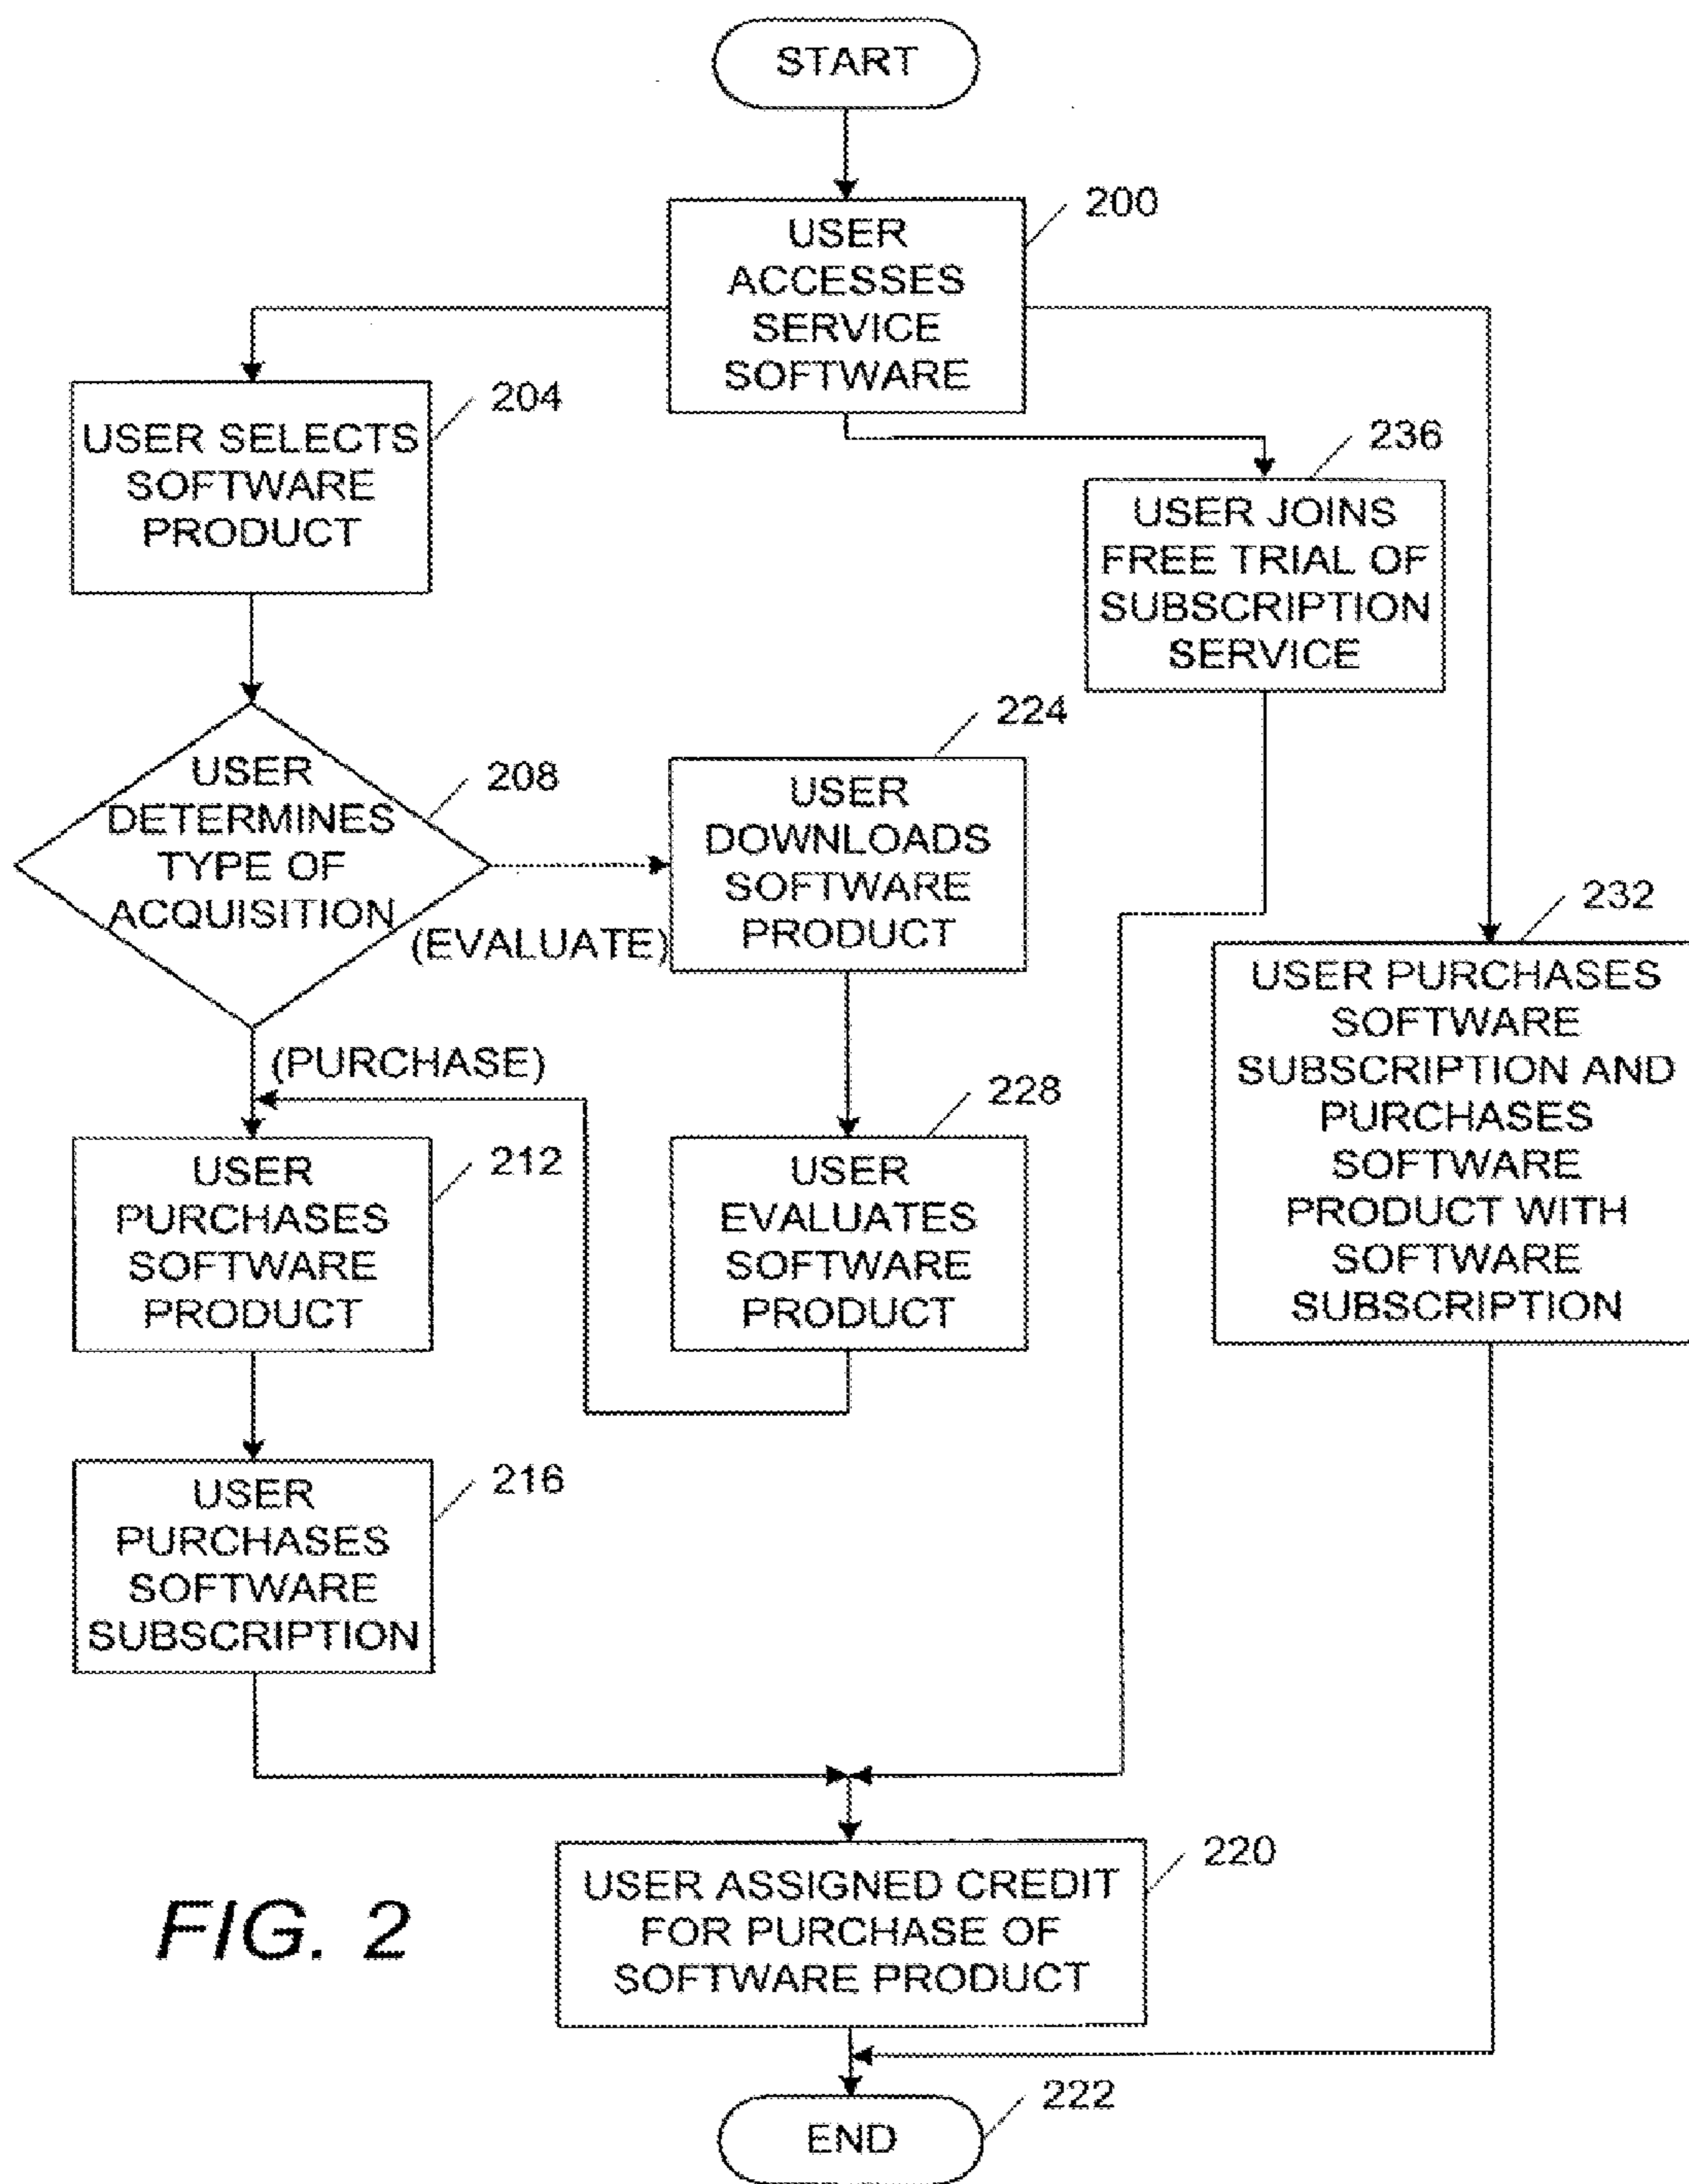 START
200
USER
ACCESSES
SERVICE
SOFTWARE
204
USER SELECTS
SOFTWARE
PRODUCT
236
USER JOINS
FREE TRIAL OF
SUBSCRIPTION
SERVICE
208
USER
DETERMINES
TYPE OF
ACQUISITION
(EVALUATE)
(PURCHASE)
224
USER
DOWNLOADS
SOFTWARE
PRODUCT
232
USER PURCHASES
SOFTWARE
SUBSCRIPTION AND
PURCHASES
SOFTWARE
PRODUCT WITH
SOFTWARE
SUBSCRIPTION
212
USER
PURCHASES
SOFTWARE
PRODUCT
228
USER
EVALUATES
SOFTWARE
PRODUCT
216
USER
PURCHASES
SOFTWARE
SUBSCRIPTION
220
USER ASSIGNED CREDIT
FOR PURCHASE OF
SOFTWARE PRODUCT
FIG. 2
222
END